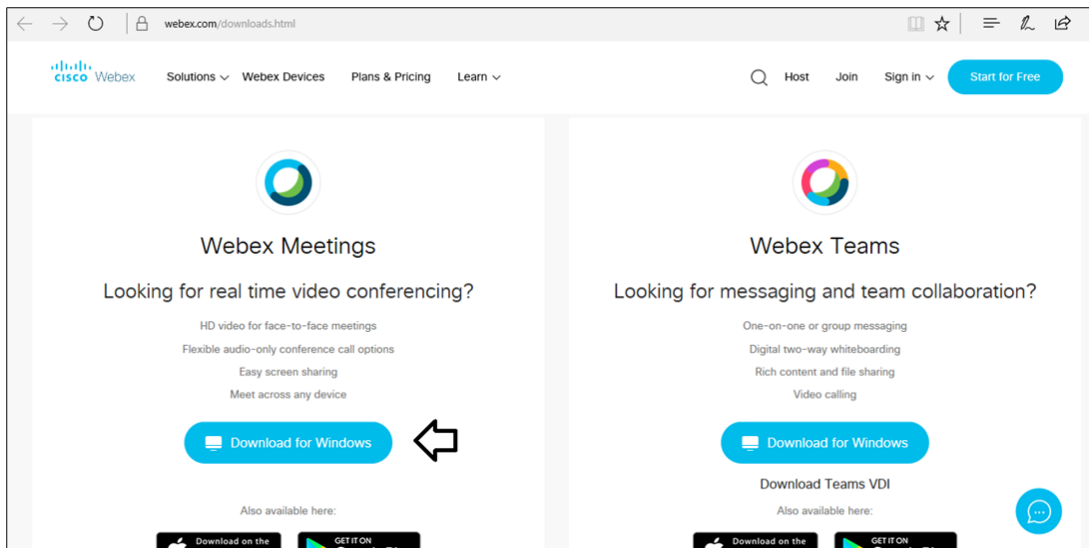 webex.com/downloads.html
CISCO Webex Solutions Webex Devices Plans & Pricing Learn Host Join Sign in Start for Free
Webex Meetings
Looking for real time video conferencing?
HD video for face-to-face meetings
Flexible audio-only conference call options
Easy screen sharing
Meet across any device
Download for Windows
Also available here:
Download on the
GET IT ON
Webex Teams
Looking for messaging and team collaboration?
One-on-one or group messaging
Digital two-way whiteboarding
Rich content and file sharing
Video calling
Download for Windows
Download Teams VDI
Also available here:
Download on the
GET IT ON